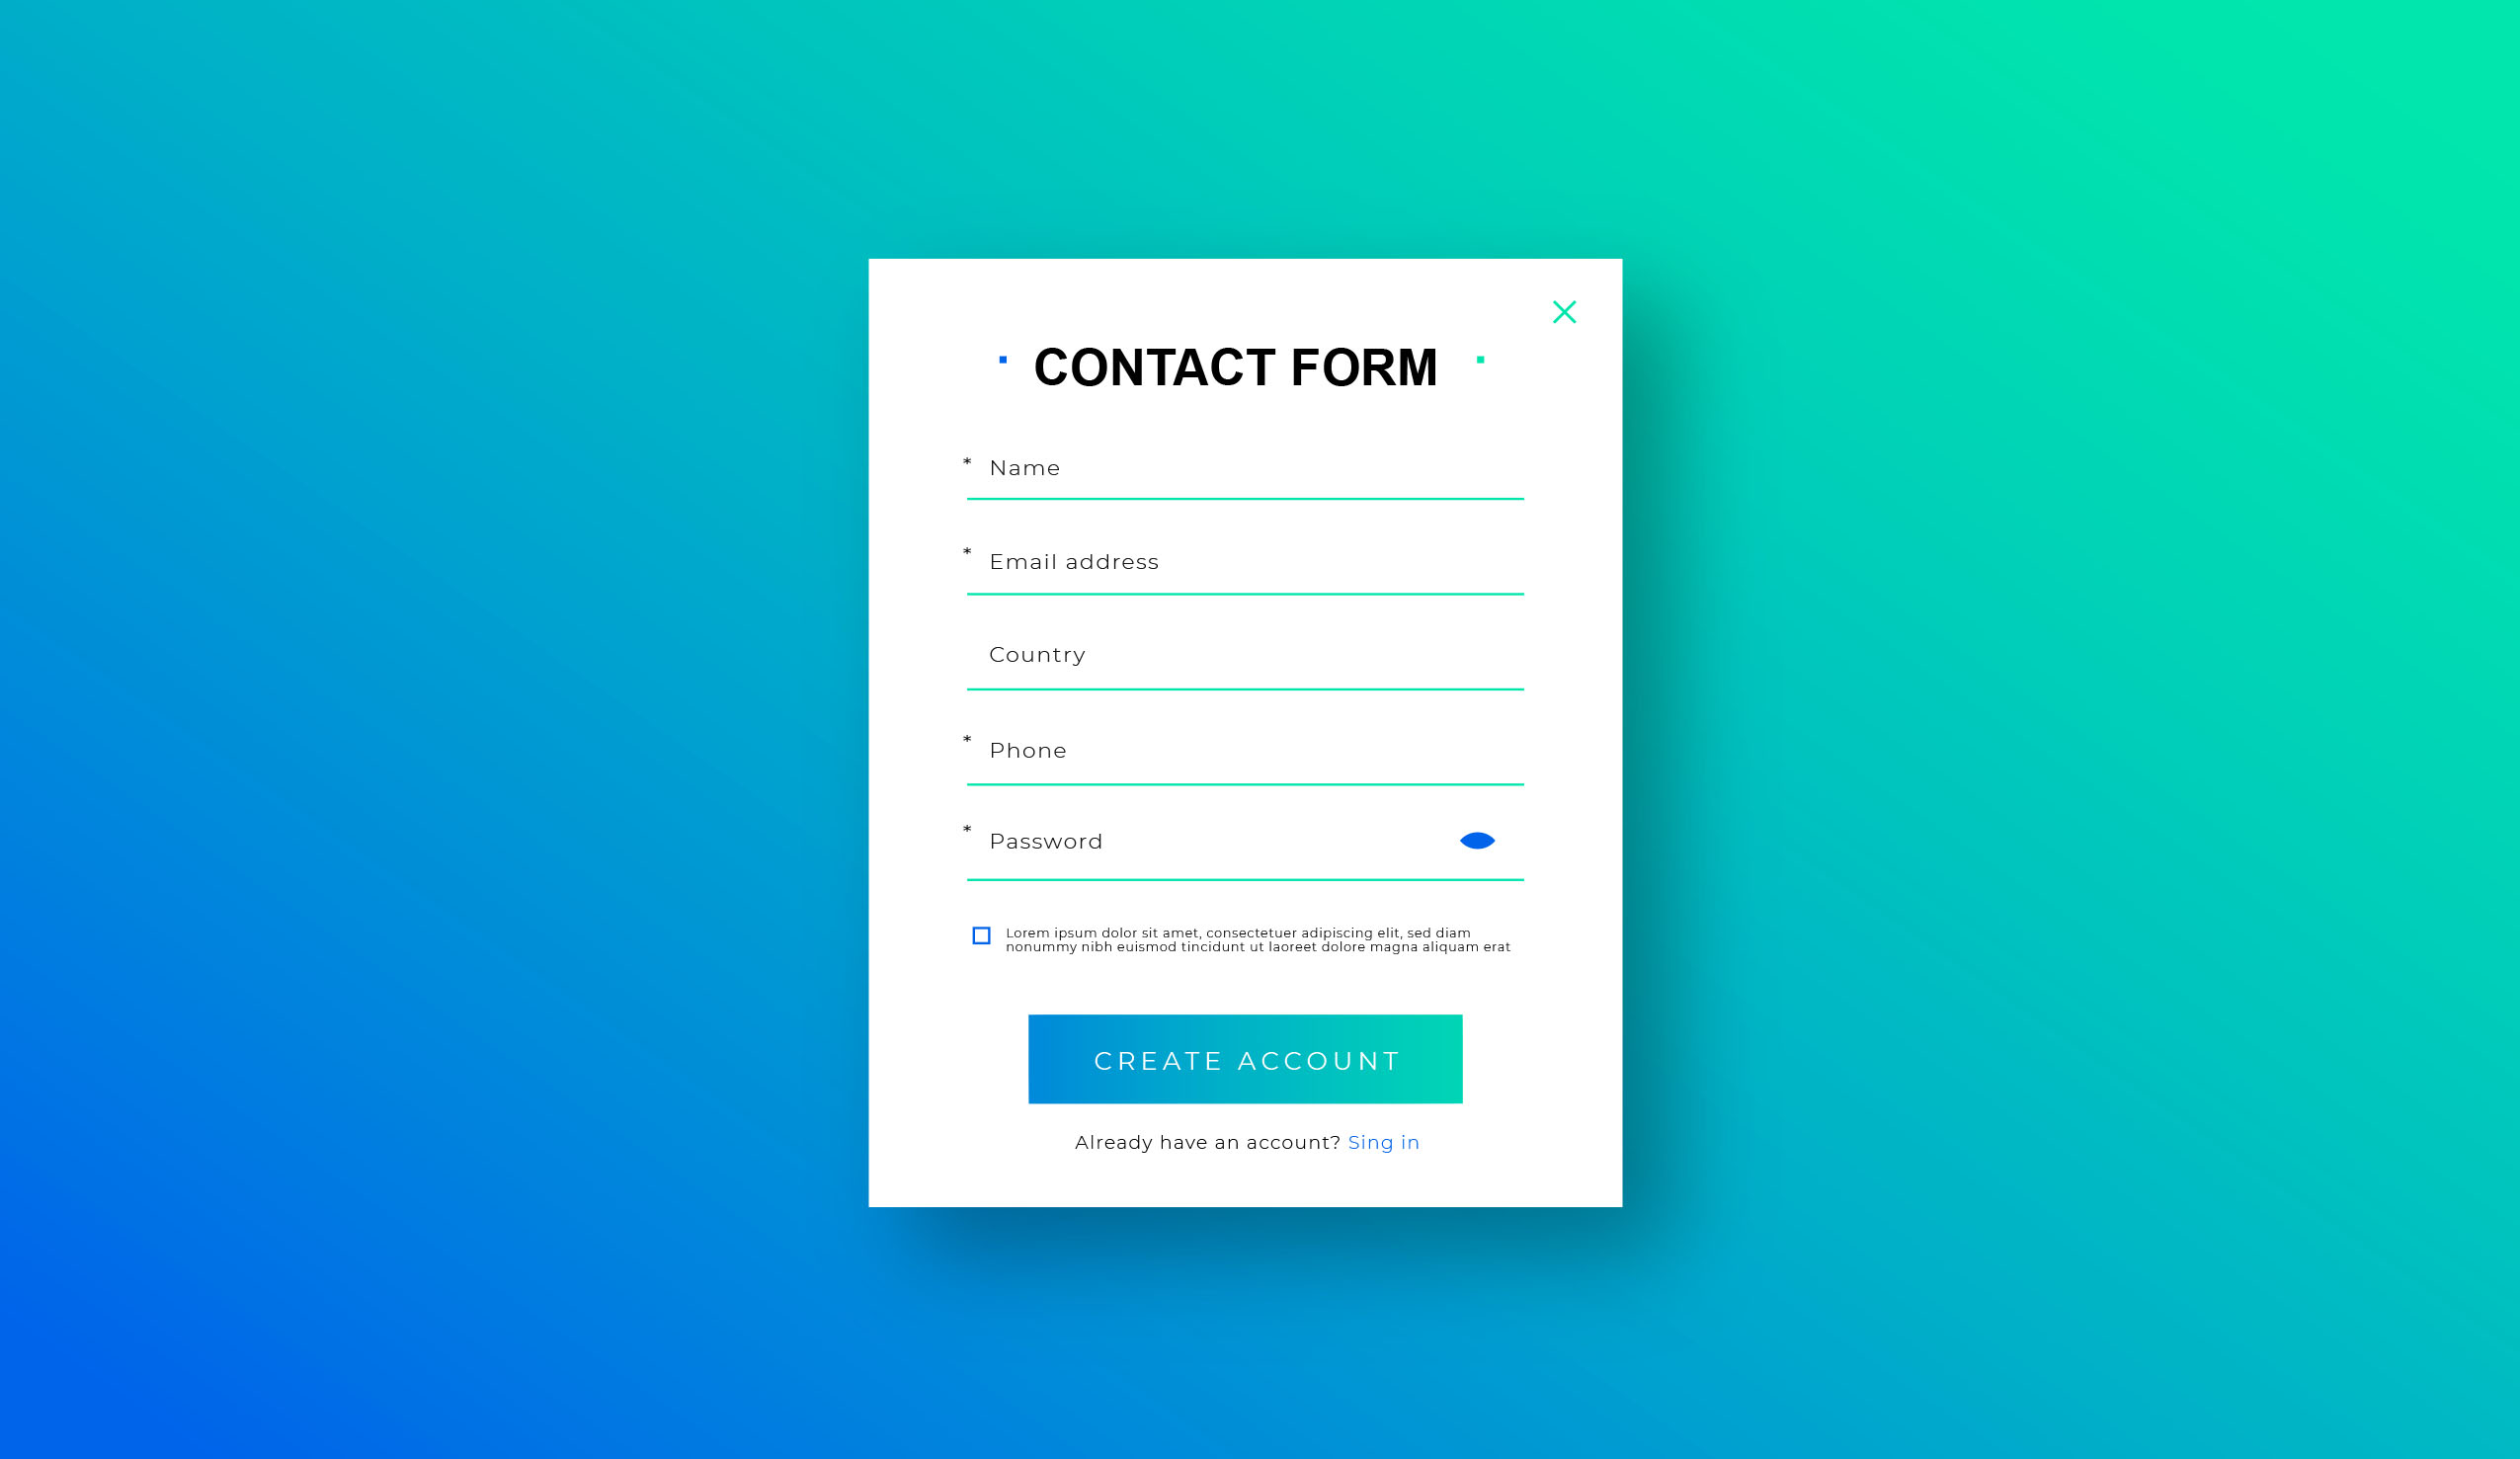 CONTACT FORM
* Name
* Email address
Country
* Phone
* Password
Lorem ipsum dolor sit amet, consectetuer adipiscing elit, sed diam
nonummy nibh euismod tincidunt ut laoreet dolore magna aliquam erat
CREATE ACCOUNT
Already have an account? Sing in